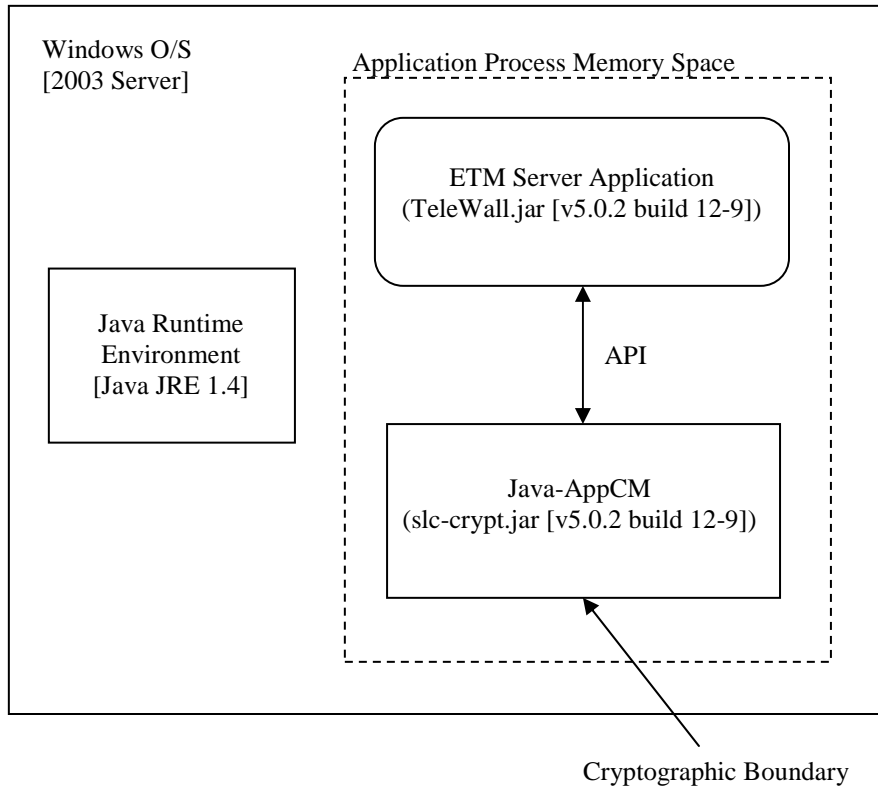 Windows O/S
[2003 Server]
Application Process Memory Space
ETM Server Application
(TeleWall.jar [v5.0.2 build 12-9])
Java Runtime
Environment
[Java JRE 1.4]
API
Java-AppCM
(slc-crypt.jar [v5.0.2 build 12-9])
Cryptographic Boundary